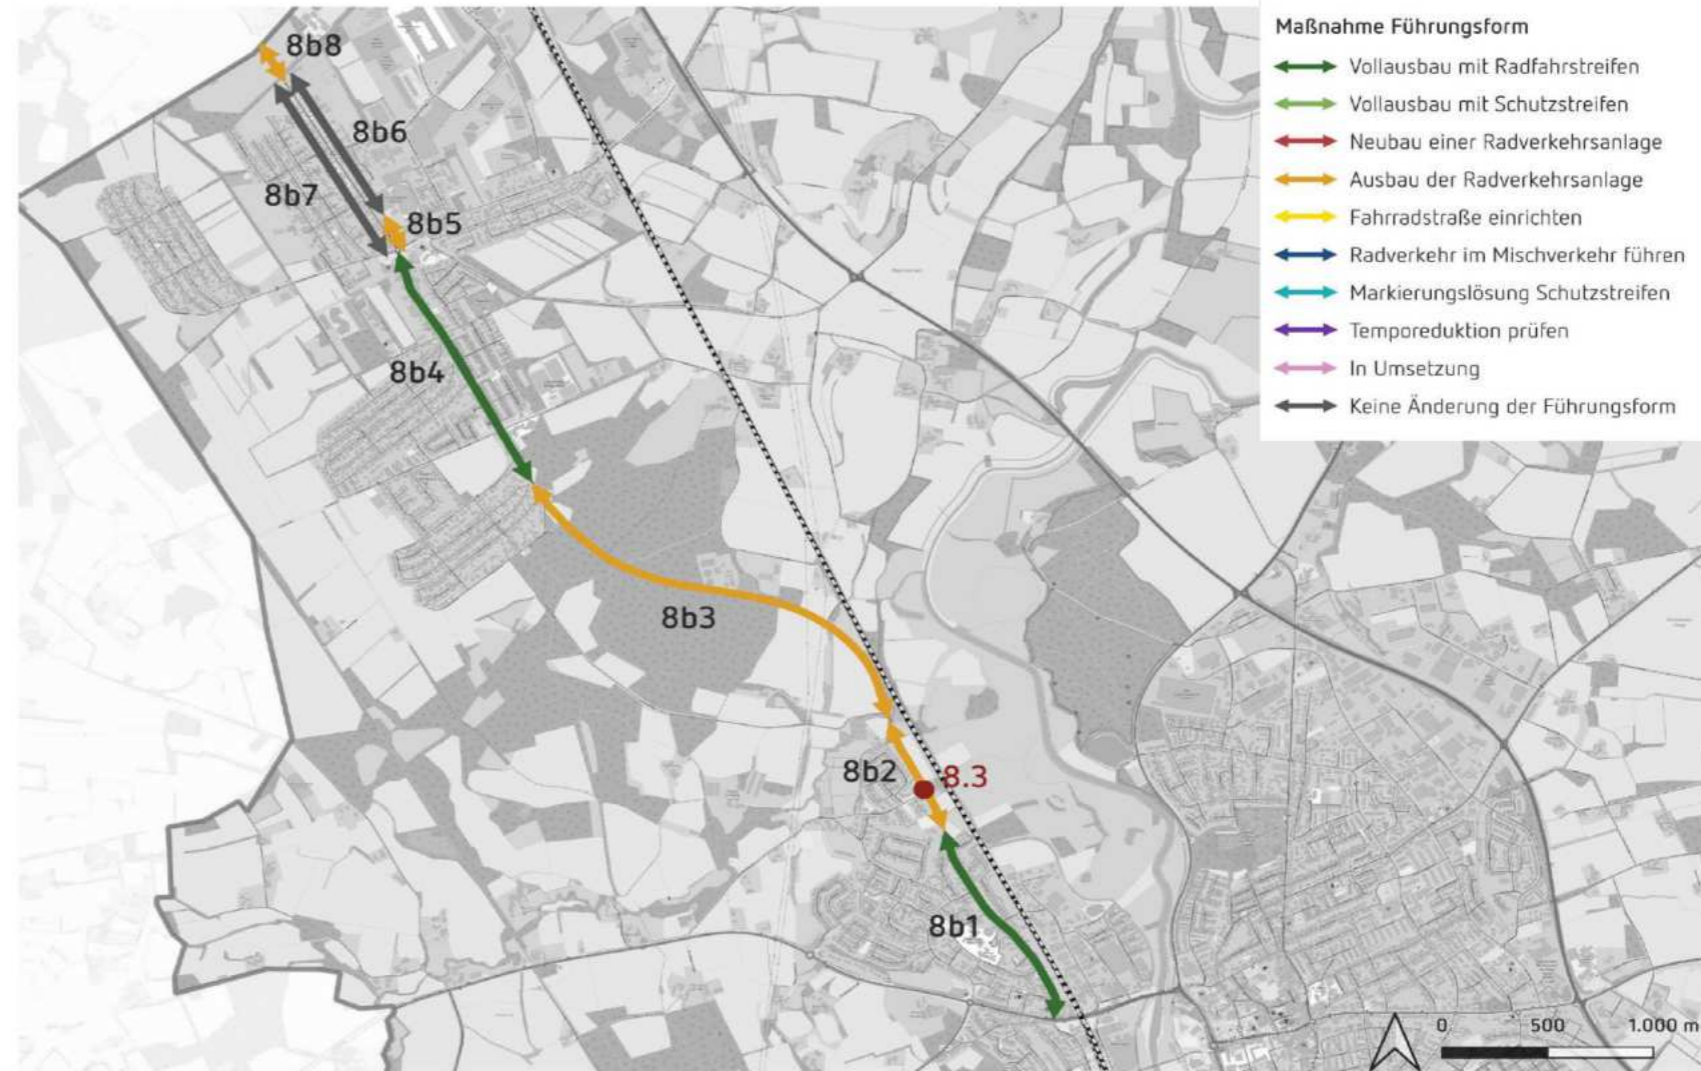 Maßnahme Führungsform
Vollausbau mit Radfahrstreifen
Vollausbau mit Schutzstreifen
Neubau einer Radverkehrsanlage
Ausbau der Radverkehrsanlage
Fahrradstraße einrichten
Radverkehr im Mischverkehr führen
Markierungslösung Schutzstreifen
Temporeduktion prüfen
In Umsetzung
Keine Änderung der Führungsform
8b8
8b6
8b7
8b5
8b4
8b3
8b2
8.3
8b1
0 500 1.000 m